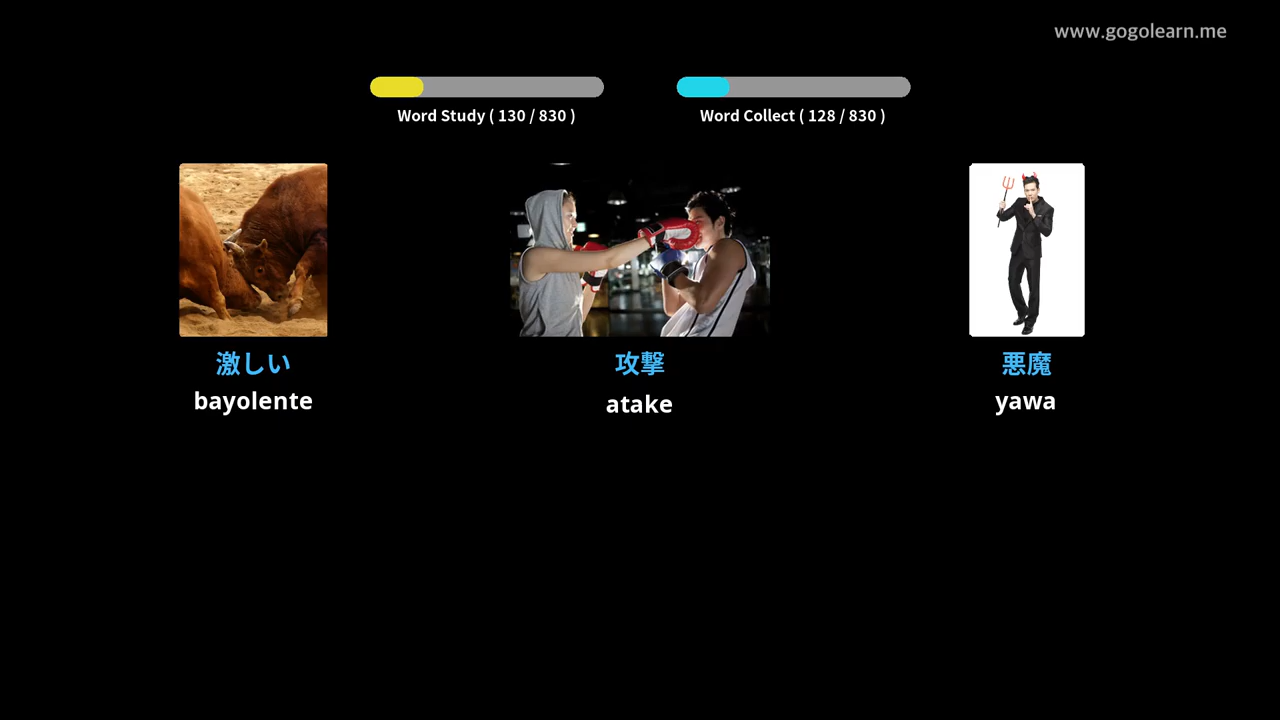 www.gogolearn.me
Word Study ( 130 / 830 )
Word Collect ( 128 / 830 )
激しい
bayolente
攻撃
atake
悪魔
yawa